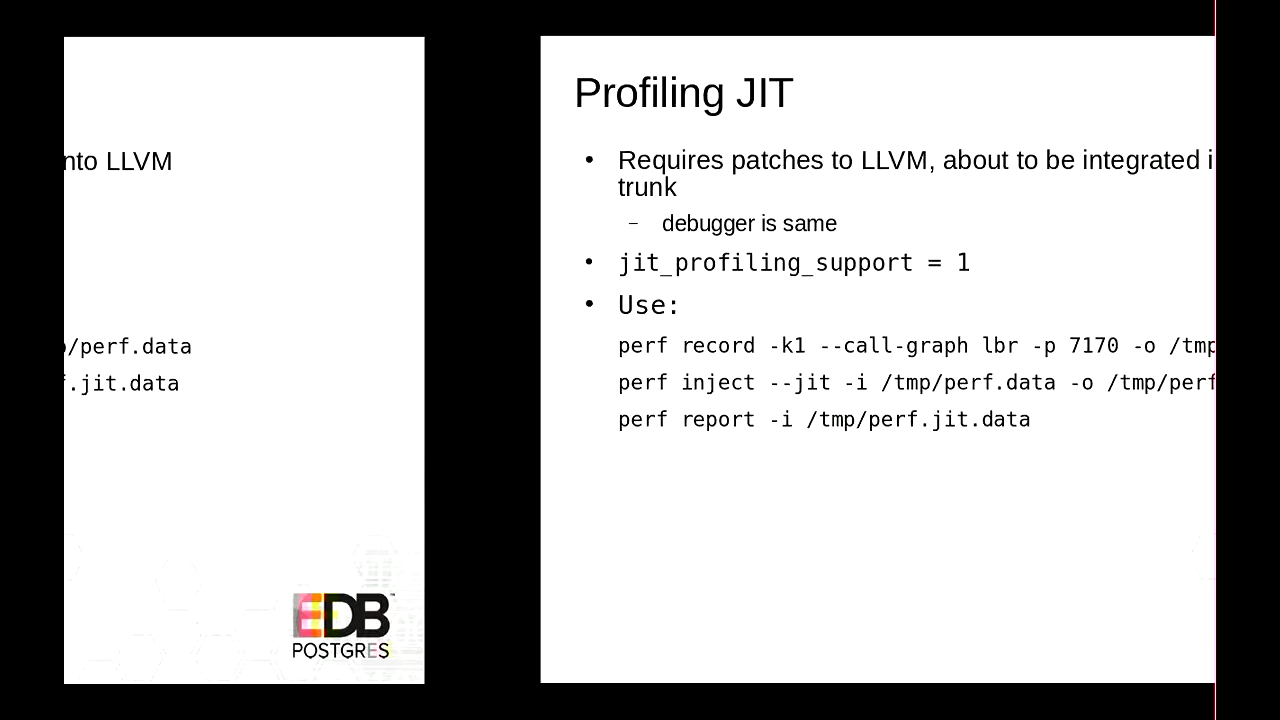 nto LLVM
/perf.data
.jit.data
EDB
POSTGRES
Profiling JIT
• Requires patches to LLVM, about to be integrated i
trunk
– debugger is same
• jit_profiling_support = 1
• Use:
perf record -k1 --call-graph lbr -p 7170 -o /tmp
perf inject --jit -i /tmp/perf.data -o /tmp/perf
perf report -i /tmp/perf.jit.data